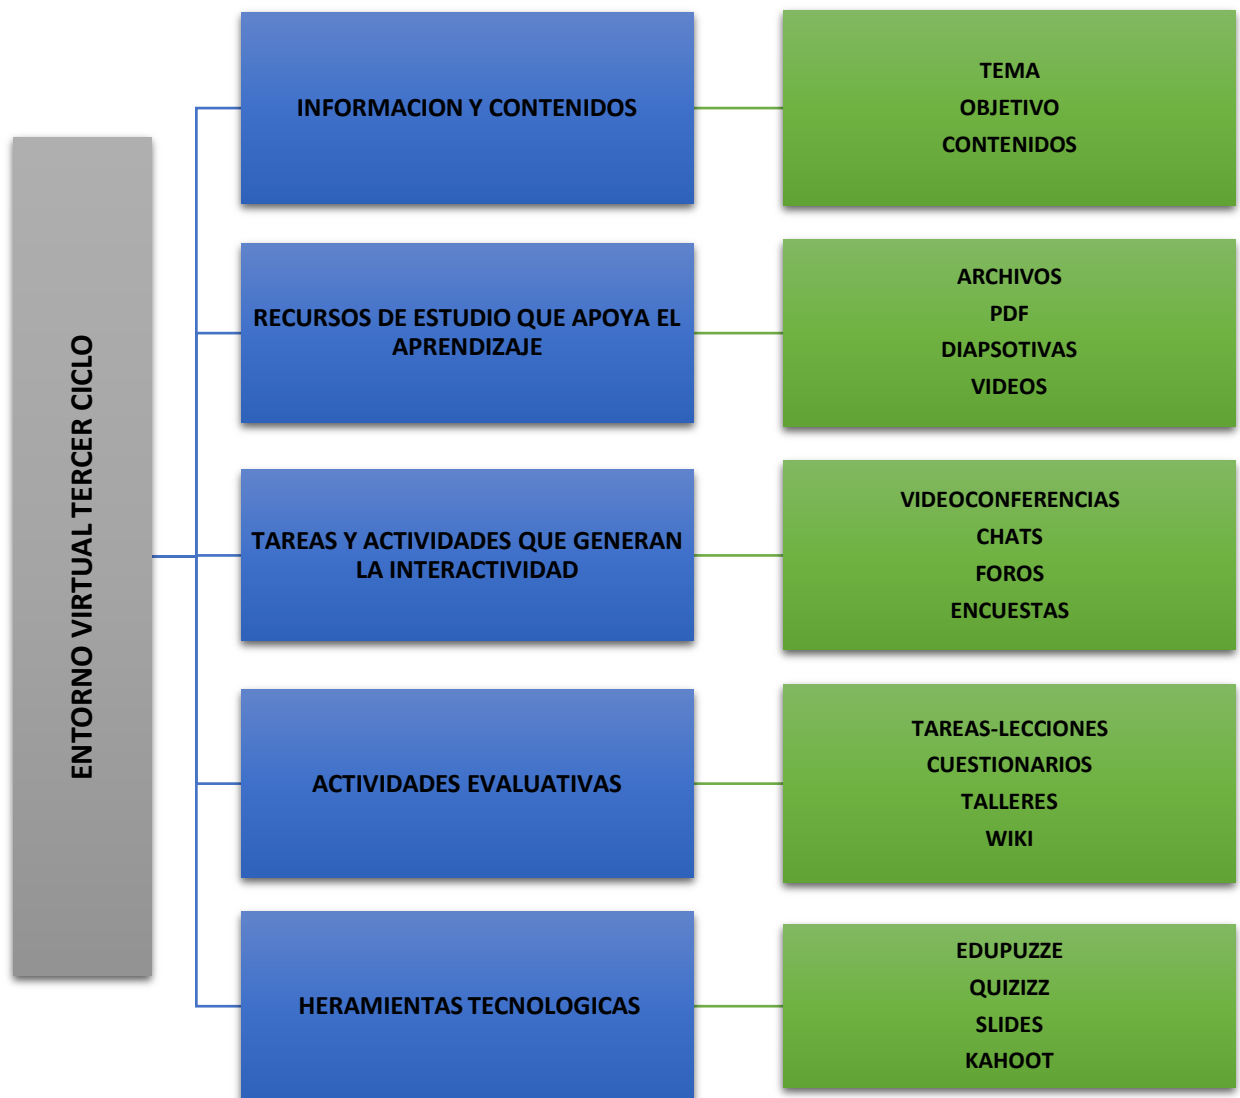 ENTORNO VIRTUAL TERCER CICLO
INFORMACION Y CONTENIDOS
TEMA
OBJETIVO
CONTENIDOS
RECURSOS DE ESTUDIO QUE APOYA EL
APRENDIZAJE
ARCHIVOS
PDF
DIAPSOTIVAS
VIDEOS
TAREAS Y ACTIVIDADES QUE GENERAN
LA INTERACTIVIDAD
VIDEOCONFERENCIAS
CHATS
FOROS
ENCUESTAS
ACTIVIDADES EVALUATIVAS
TAREAS-LECCIONES
CUESTIONARIOS
TALLERES
WIKI
HERAMIENTAS TECNOLOGICAS
EDUPUZZE
QUIZIZZ
SLIDES
KAHOOT